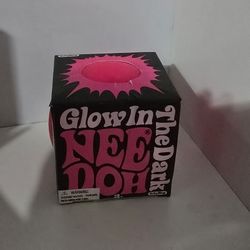 Glow In
The Dark
NEE
DOH